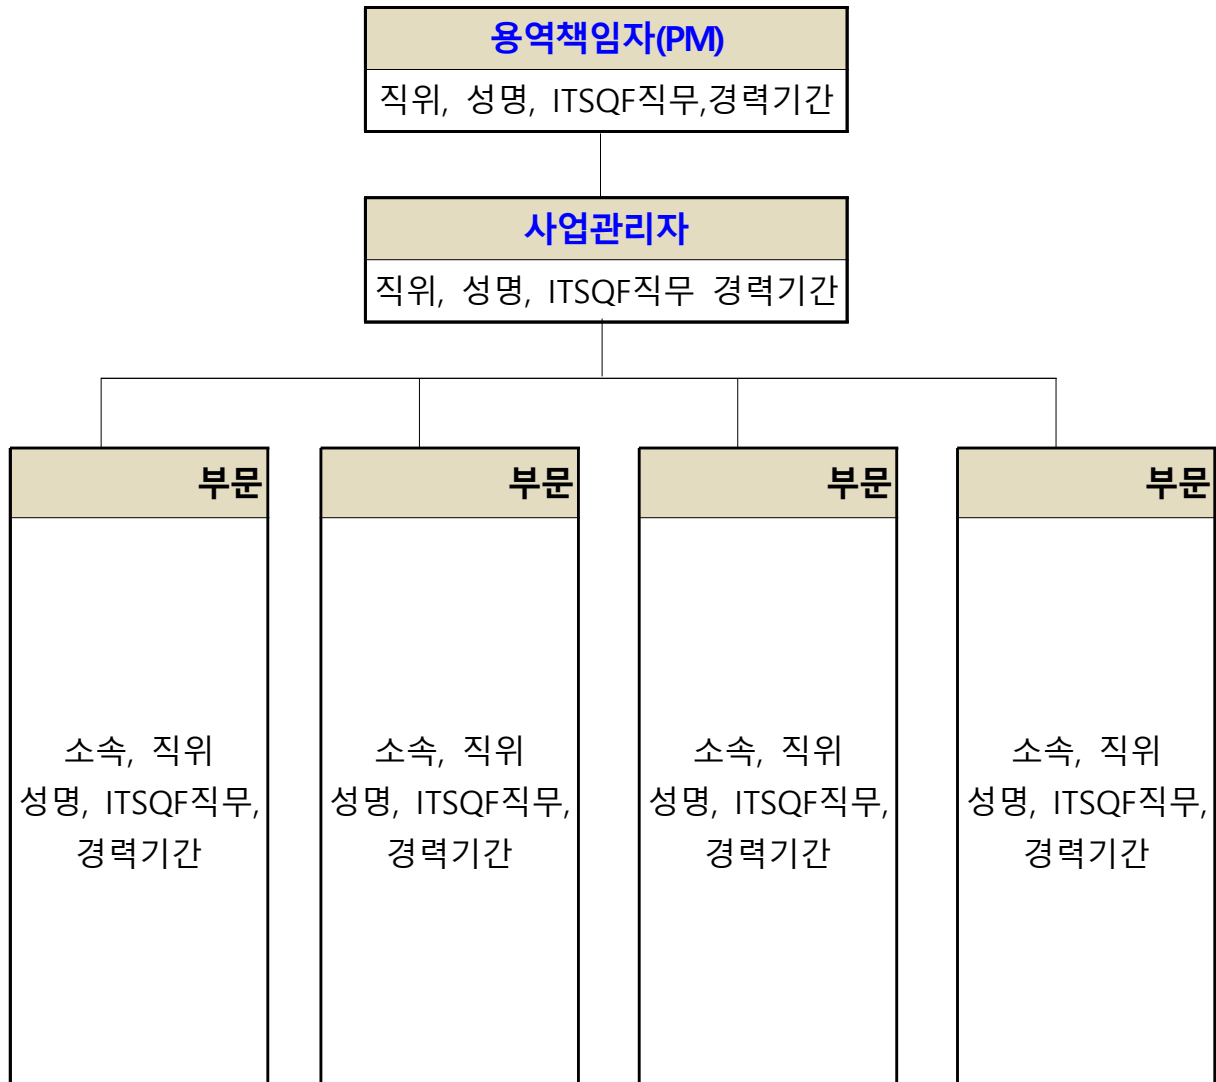 용역책임자(PM)
직위, 성명, ITSQF직무,경력기간
사업관리자
직위, 성명, ITSQF직무 경력기간
부문
소속, 직위
성명, ITSQF직무,
경력기간
부문
소속, 직위
성명, ITSQF직무,
경력기간
부문
소속, 직위
성명, ITSQF직무,
경력기간
부문
소속, 직위
성명, ITSQF직무,
경력기간